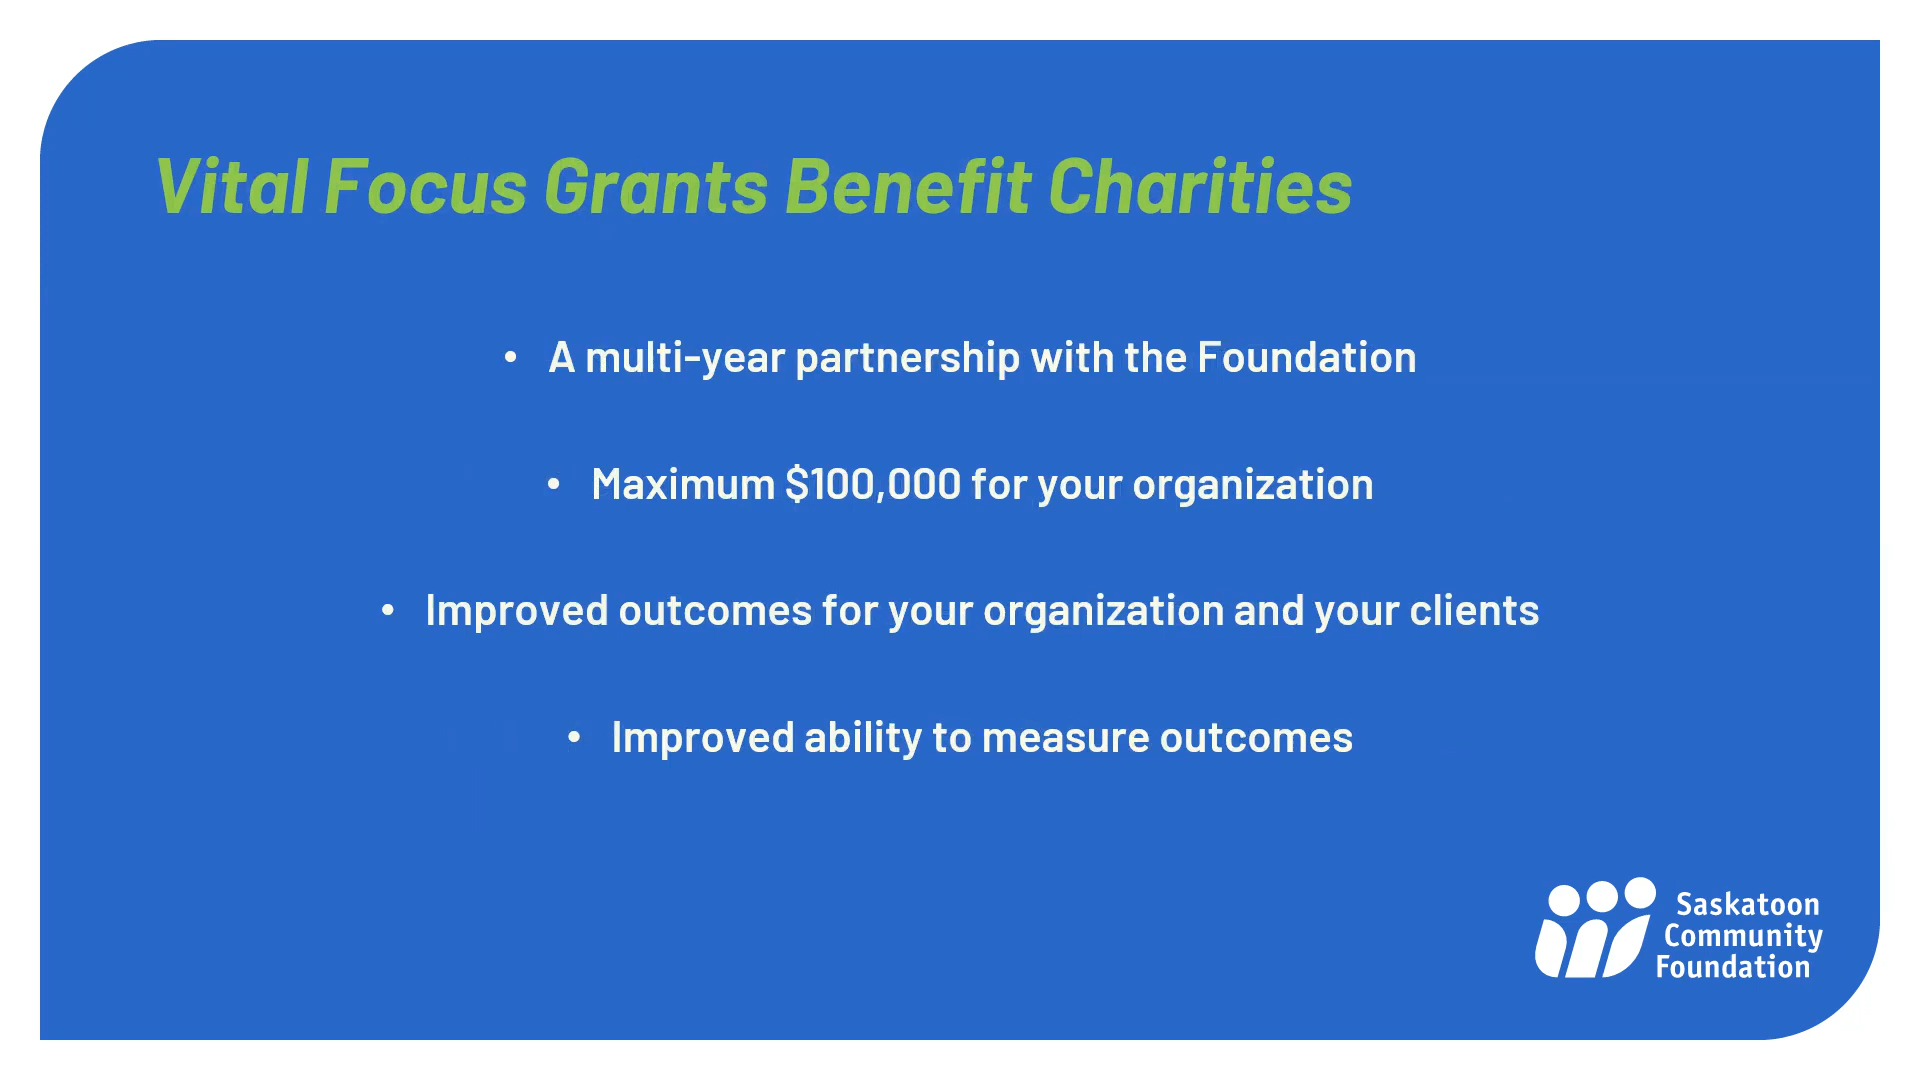 Vital Focus Grants Benefit Charities
• A multi-year partnership with the Foundation
• Maximum $100,000 for your organization
• Improved outcomes for your organization and your clients
• Improved ability to measure outcomes
Saskatoon
Community
Foundation